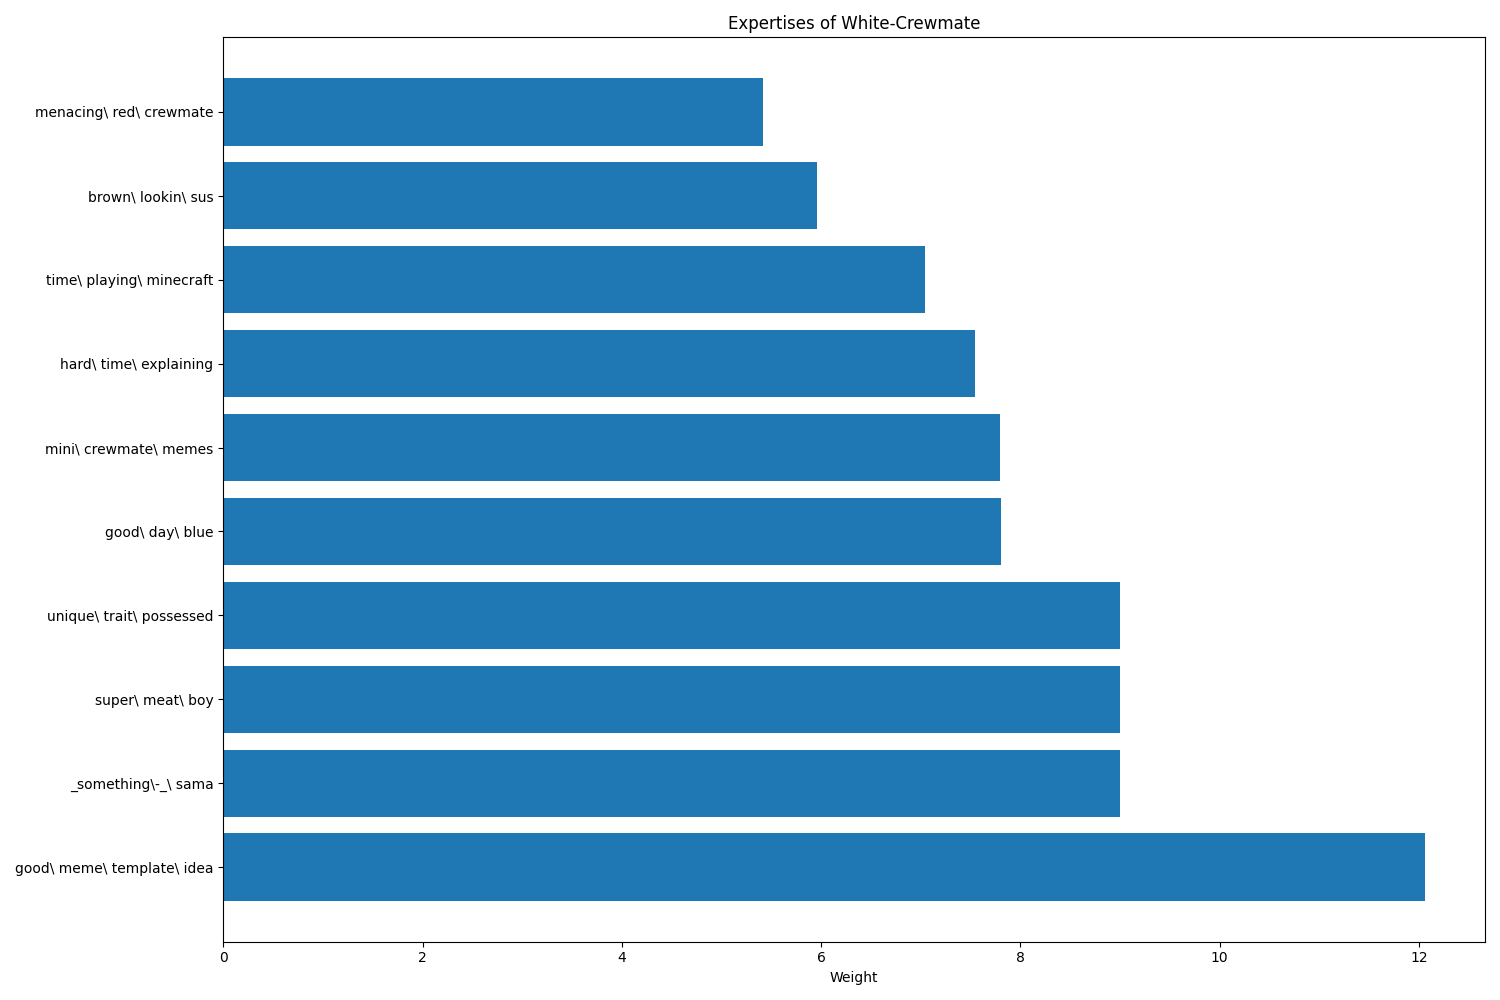 Expertises of White-Crewmate
menacing\ red\ crewmate
brown\ lookin\ sus
time\ playing\ minecraft
hard\ time\ explaining
mini\ crewmate\ memes
good\ day\ blue
unique\ trait\ possessed
super\ meat\ boy
_something\-_\ sama
good\ meme\ template\ idea
0 2 4 6 8 10 12
Weight